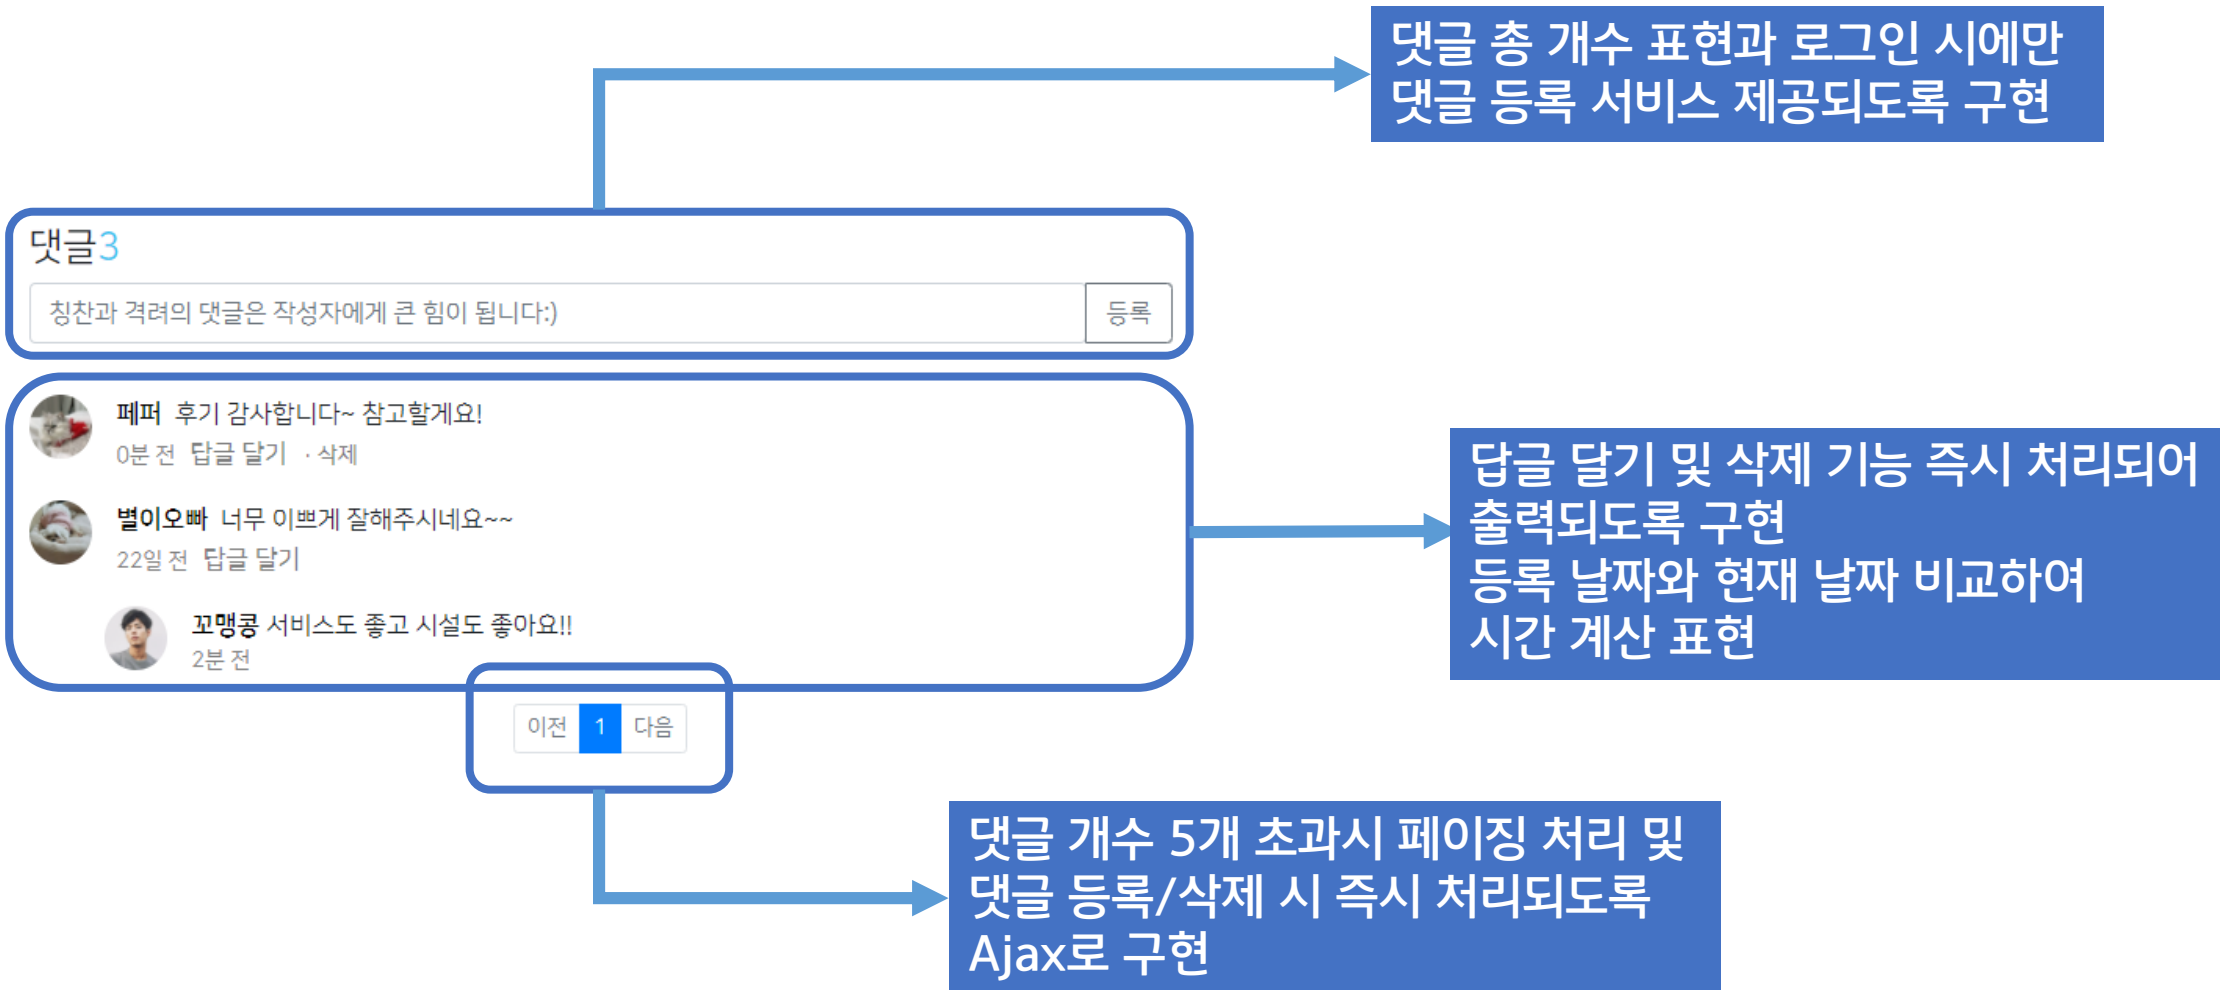 댓글 총 개수 표현과 로그인 시에만
댓글 등록 서비스 제공되도록 구현
댓글3
칭찬과 격려의 댓글은 작성자에게 큰 힘이 됩니다:)
등록
페퍼 후기 감사합니다~ 참고할게요!
0분 전 답글 달기 · 삭제
별이오빠 너무 이쁘게 잘해주시네요~~
22일 전 답글 달기
꼬맹콩 서비스도 좋고 시설도 좋아요!!
2분 전
답글 달기 및 삭제 기능 즉시 처리되어
출력되도록 구현
등록 날짜와 현재 날짜 비교하여
시간 계산 표현
이전 1 다음
댓글 개수 5개 초과시 페이징 처리 및
댓글 등록/삭제 시 즉시 처리되도록
Ajax로 구현